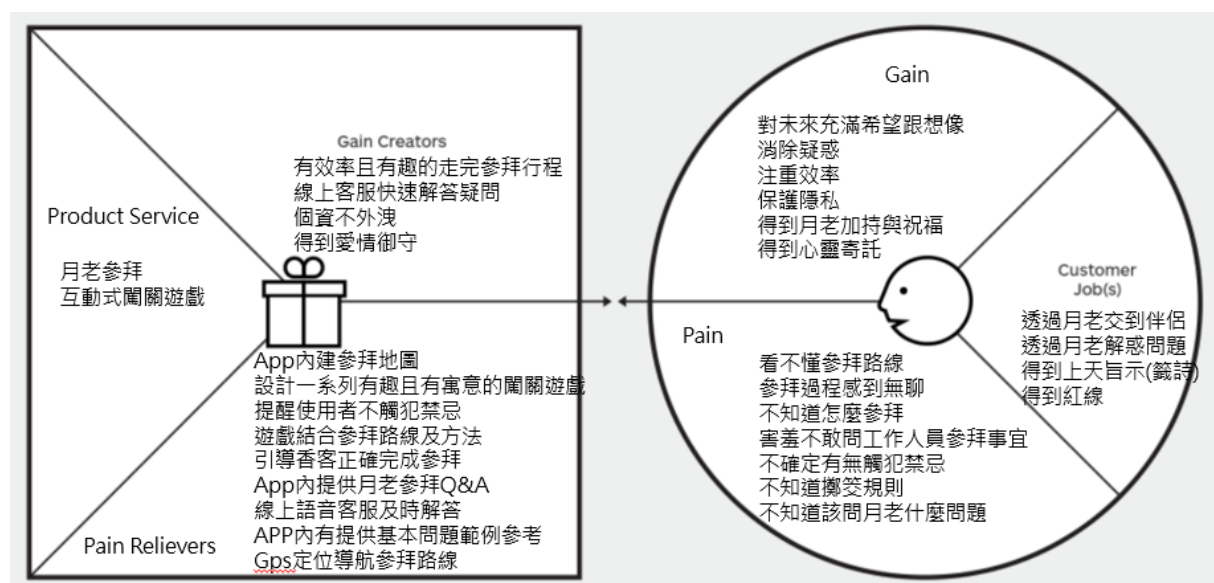 Gain Creators
有效率且有趣的走完參拜行程
線上客服快速解答疑問
個資不外洩
得到愛情御守
Product Service
月老參拜
互動式闖關遊戲
App內建參拜地圖
設計一系列有趣且有寓意的闖關遊戲
提醒使用者不觸犯禁忌
遊戲結合參拜路線及方法
引導香客正確完成參拜
App內提供月老參拜Q&A
線上語音客服及時解答
APP內有提供基本問題範例參考
Gps定位導航參拜路線
Pain Relievers
Gain
對未來充滿希望跟想像
消除疑惑
注重效率
保護隱私
得到月老加持與祝福
得到心靈寄託
Customer
Job(s)
透過月老交到伴侶
透過月老解惑問題
得到上天旨示(籤詩)
得到紅線
Pain
看不懂參拜路線
參拜過程感到無聊
不知道怎麼參拜
害羞不敢問工作人員參拜事宜
不確定有無觸犯禁忌
不知道擲筊規則
不知道該問月老什麼問題